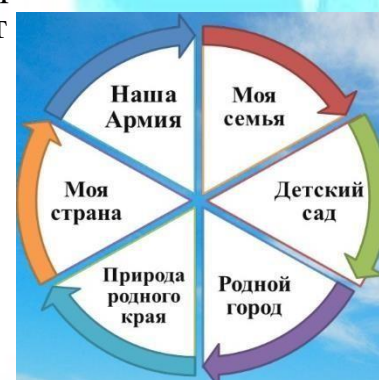 Наша
Армия
Моя
семья
Детский
сад
Родной
город
Природа
родного
края
Моя
страна